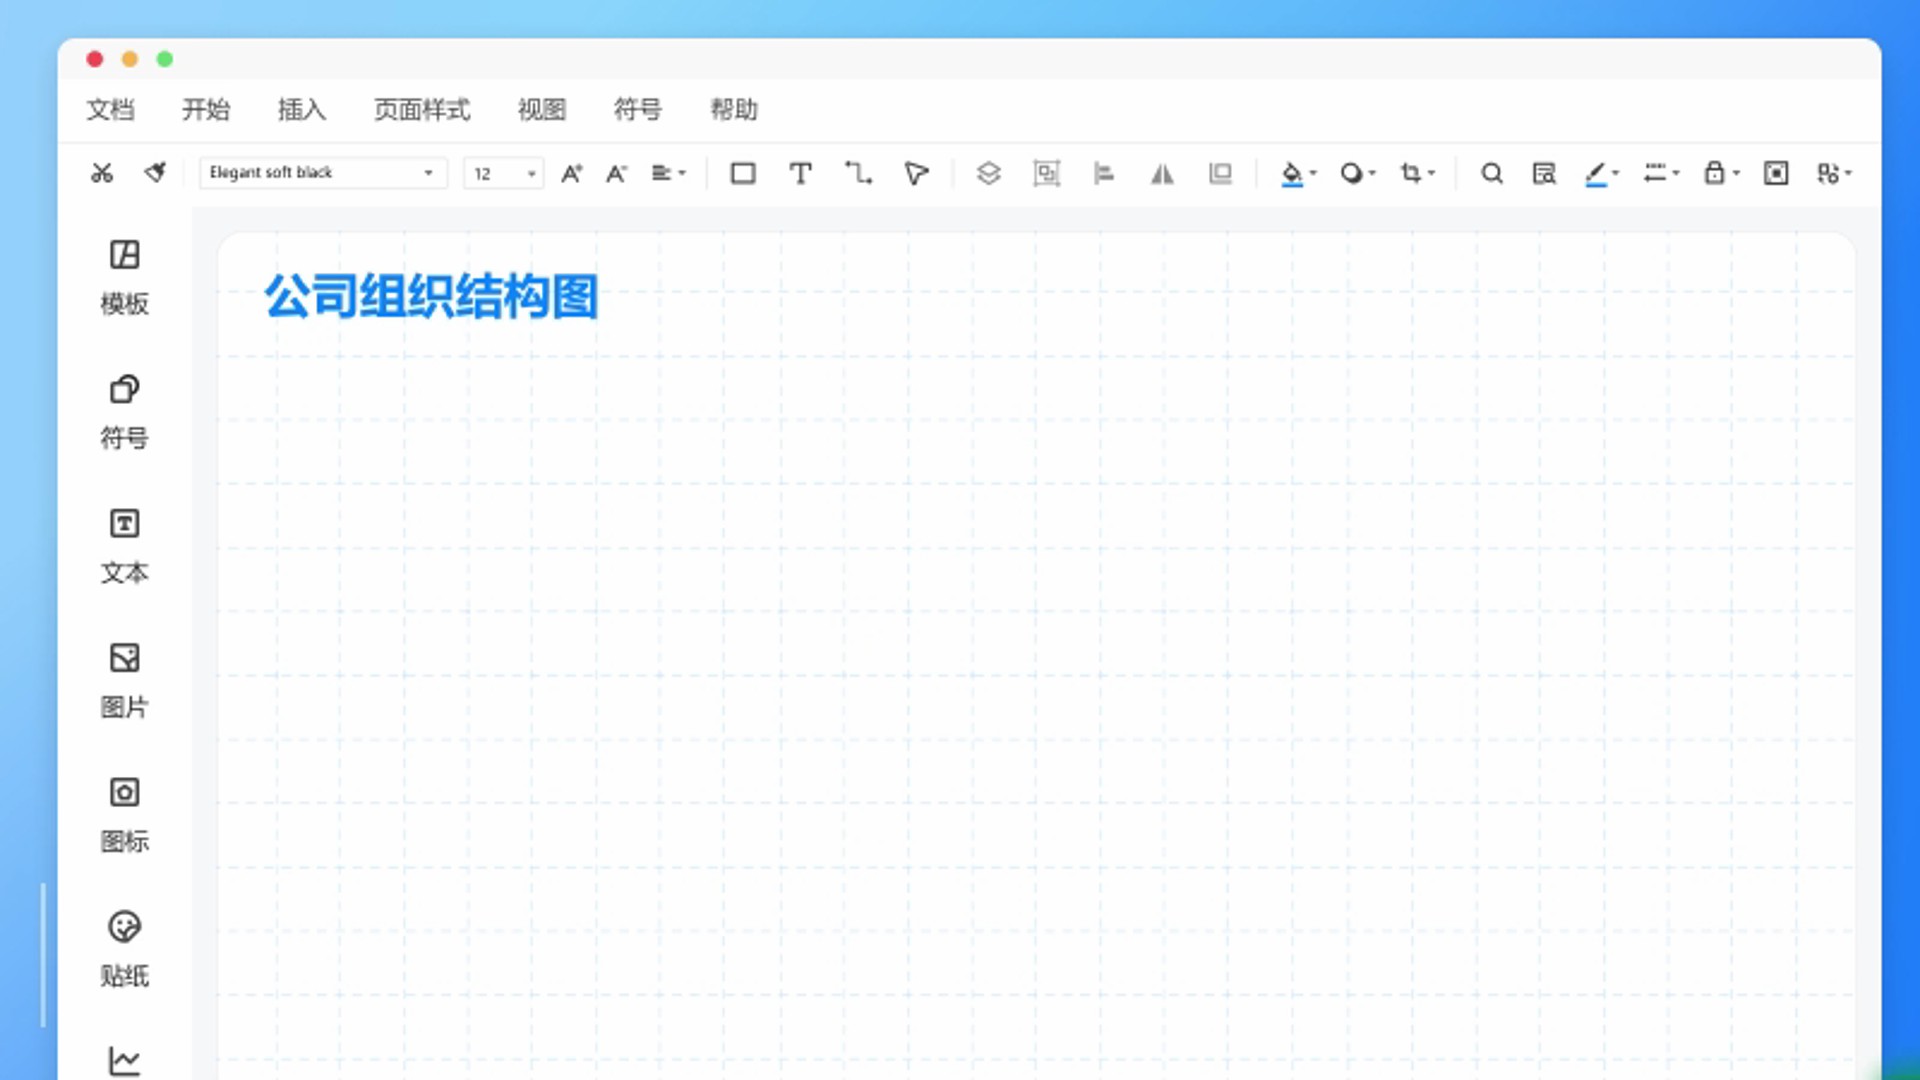 文档 开始 插入 页面样式 视图 符号 帮助
Elegant soft black 12
公司组织结构图
模板
符号
文本
图片
图标
贴纸